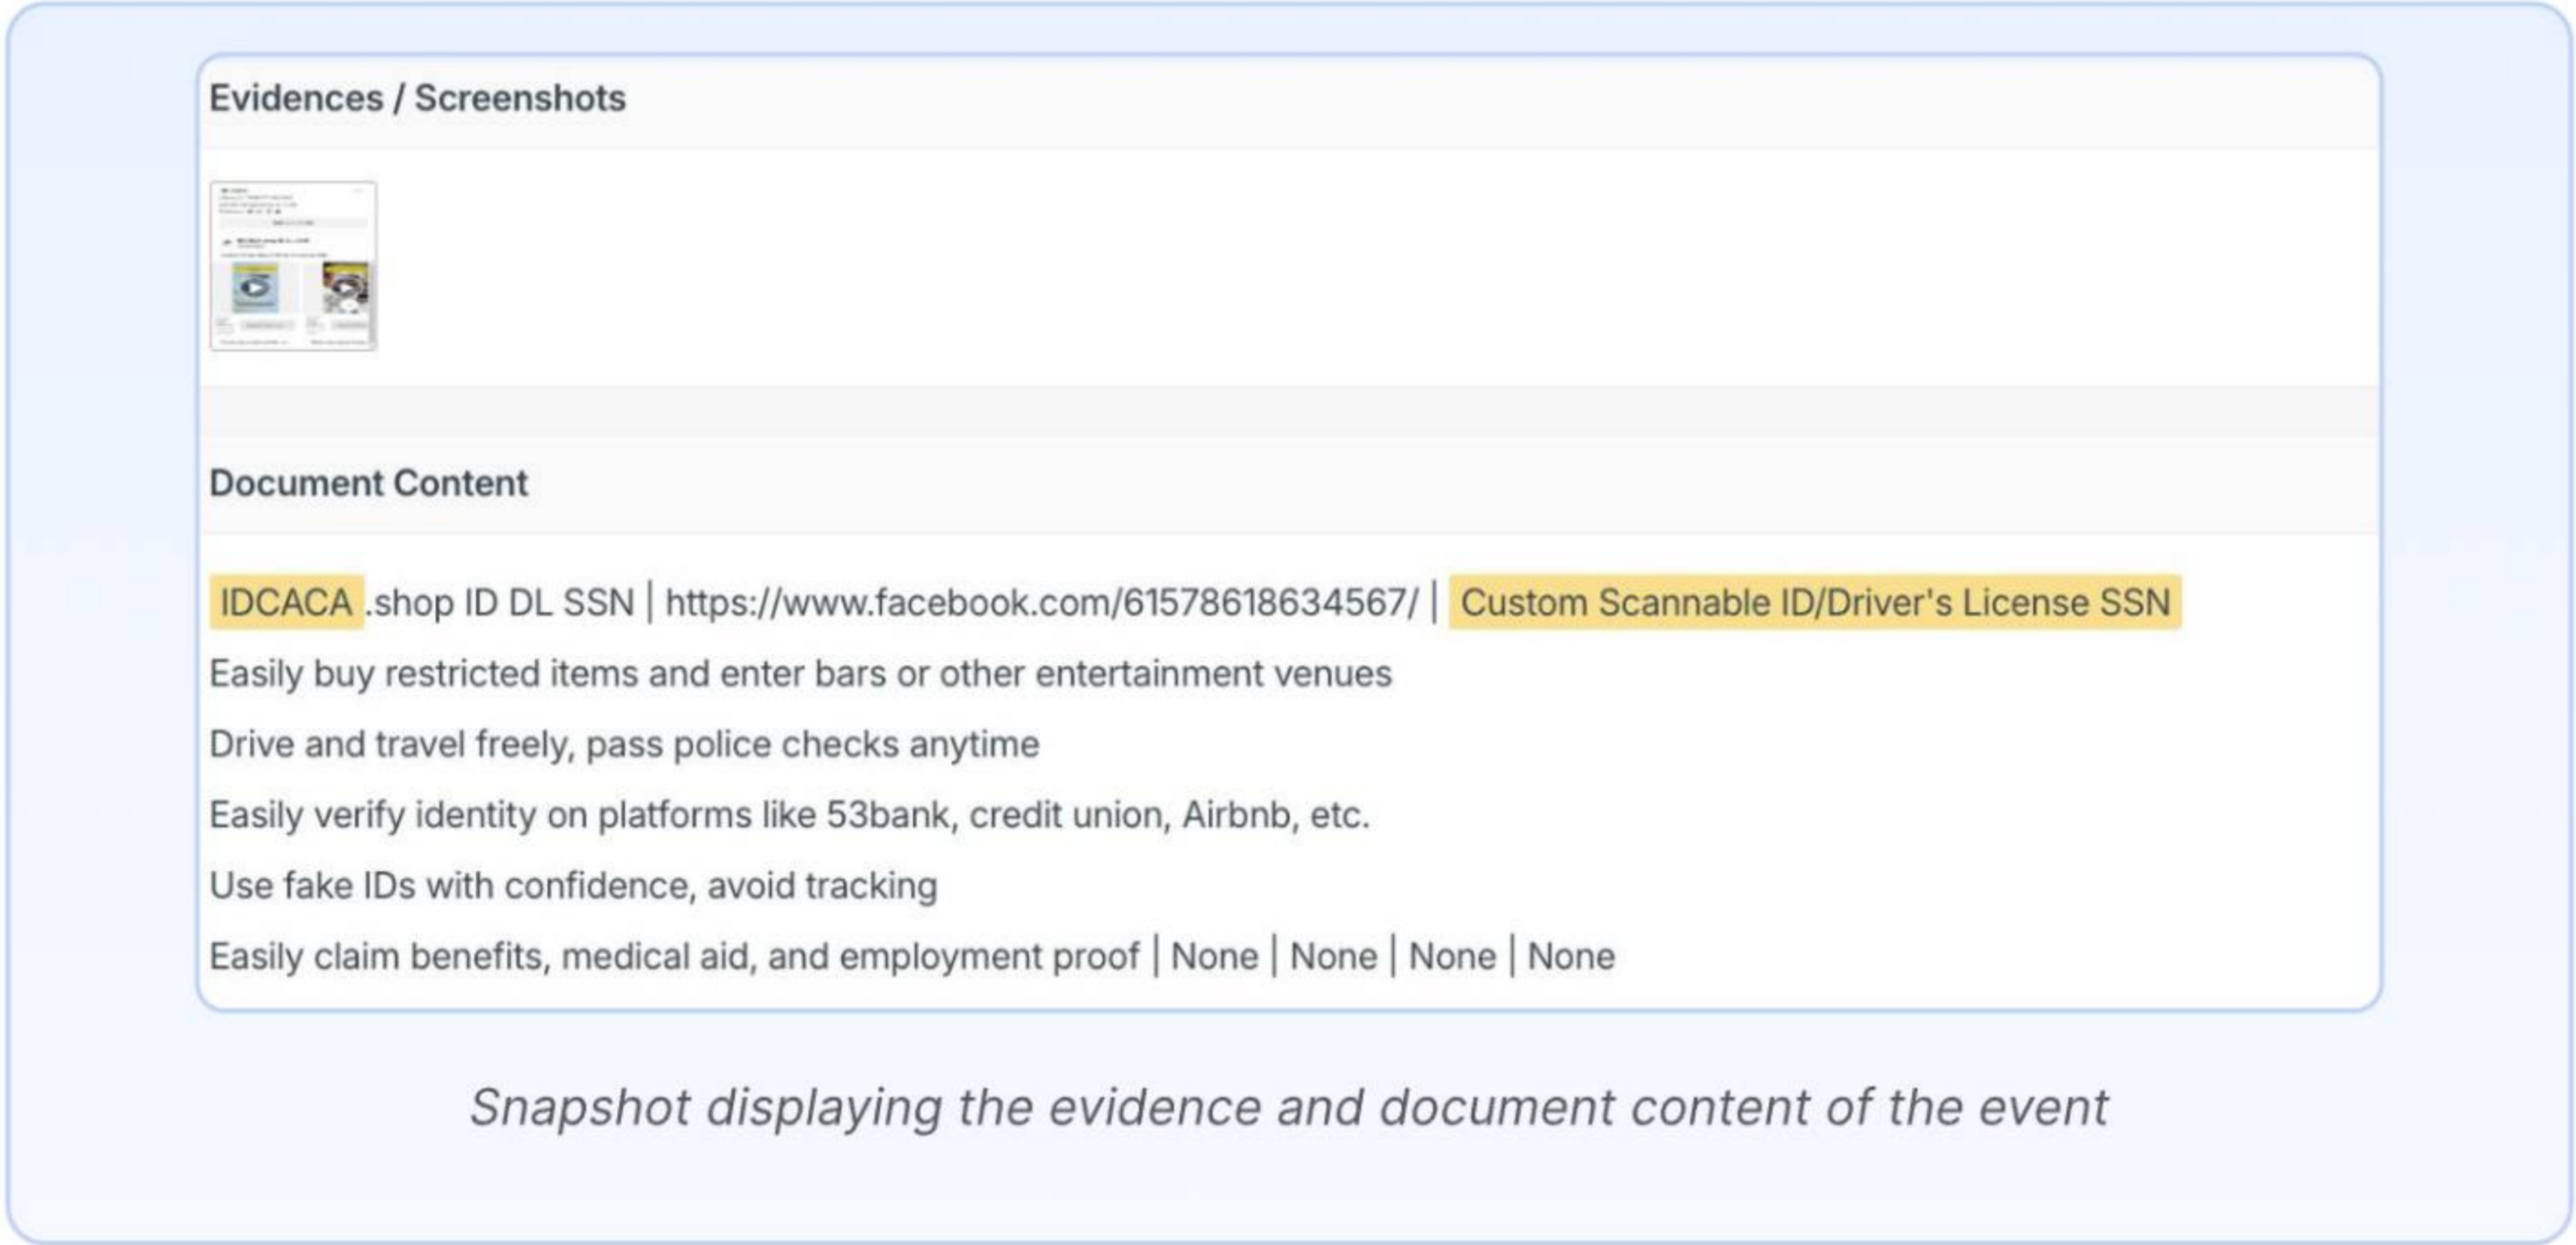 Evidences / Screenshots
Document Content
IDCACA .shop ID DL SSN | https://www.facebook.com/61578618634567/ | Custom Scannable ID/Driver's License SSN
Easily buy restricted items and enter bars or other entertainment venues
Drive and travel freely, pass police checks anytime
Easily verify identity on platforms like 53bank, credit union, Airbnb, etc.
Use fake IDs with confidence, avoid tracking
Easily claim benefits, medical aid, and employment proof | None | None | None | None
Snapshot displaying the evidence and document content of the event